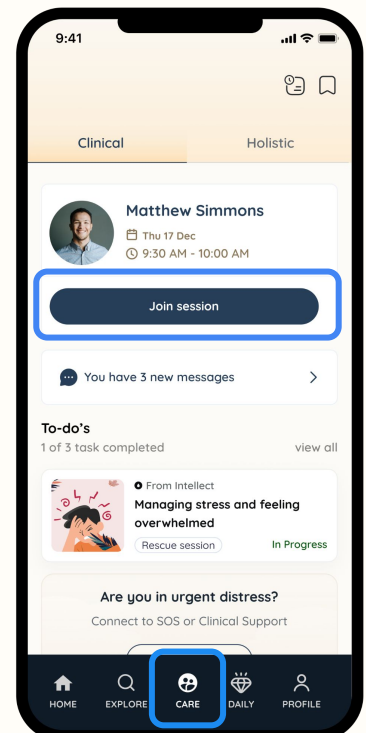 9:41
Clinical
Holistic
Matthew Simmons
Thu 17 Dec
9:30 AM - 10:00 AM
Join session
You have 3 new messages
To-do's
1 of 3 task completed
view all
From Intellect
Managing stress and feeling
overwhelmed
Rescue session
In Progress
Are you in urgent distress?
Connect to SOS or Clinical Support
HOME
EXPLORE
CARE
DAILY
PROFILE